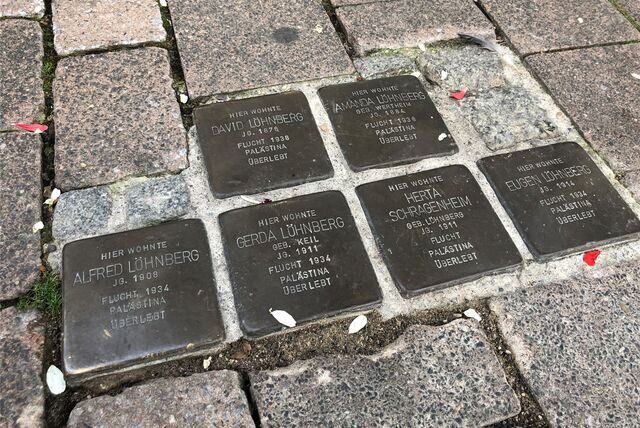 HIER WOHNTE
DAVID LÖHNBERG
JG. 1876
FLUCHT 1938
PALÄSTINA
ÜBERLEBT
HIER WOHNTE
AMANDA LÖHNBERG
GEB. WERTHEIM
JG. 1884
FLUCHT 1938
PALÄSTINA
ÜBERLEBT
HIER WOHNTE
ALFRED LÖHNBERG
JG. 1908
FLUCHT 1934
PALÄSTINA
ÜBERLEBT
HIER WOHNTE
GERDA LÖHNBERG
GEB. KEIL
JG. 1911
FLUCHT 1934
PALÄSTINA
ÜBERLEBT
HIER WOHNTE
HERTA
SCHRAGENHEIM
GEB. LÖHNBERG
JG. 1911
FLUCHT
PALÄSTINA
ÜBERLEBT
HIER WOHNTE
EUGEN LÖHNBERG
JG. 1914
FLUCHT 1934
PALÄSTINA
ÜBERLEBT